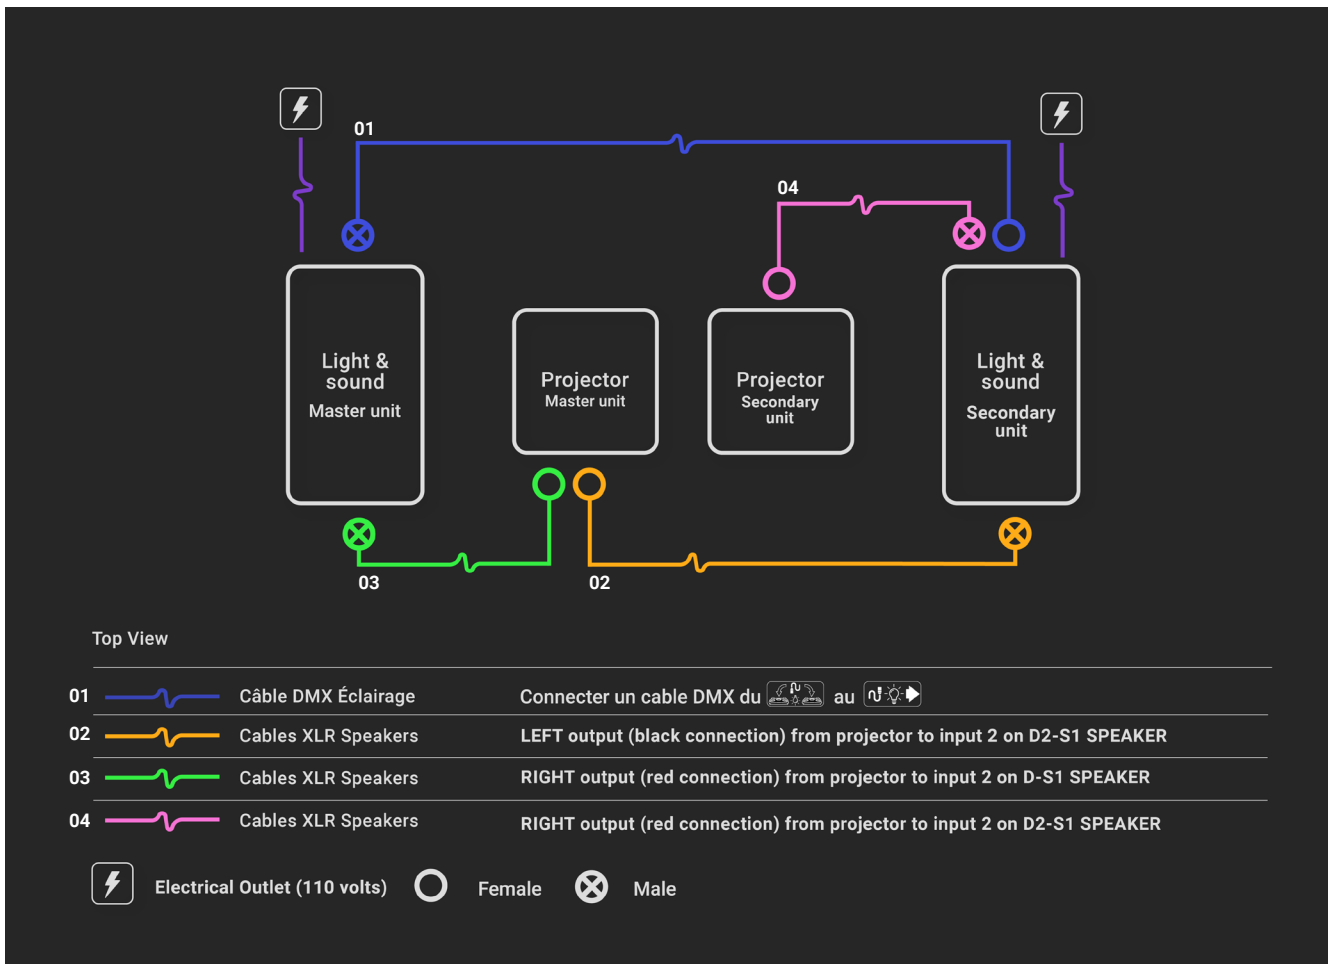 01
04
Light &
sound
Master unit
Projector
Master unit
Projector
Secondary
unit
Light &
sound
Secondary
unit
03
02
Top View
01 Câble DMX Éclairage Connecter un cable DMX du au
02 Cables XLR Speakers LEFT output (black connection) from projector to input 2 on D2-S1 SPEAKER
03 Cables XLR Speakers RIGHT output (red connection) from projector to input 2 on D-S1 SPEAKER
04 Cables XLR Speakers RIGHT output (red connection) from projector to input 2 on D2-S1 SPEAKER
Electrical Outlet (110 volts) Female Male